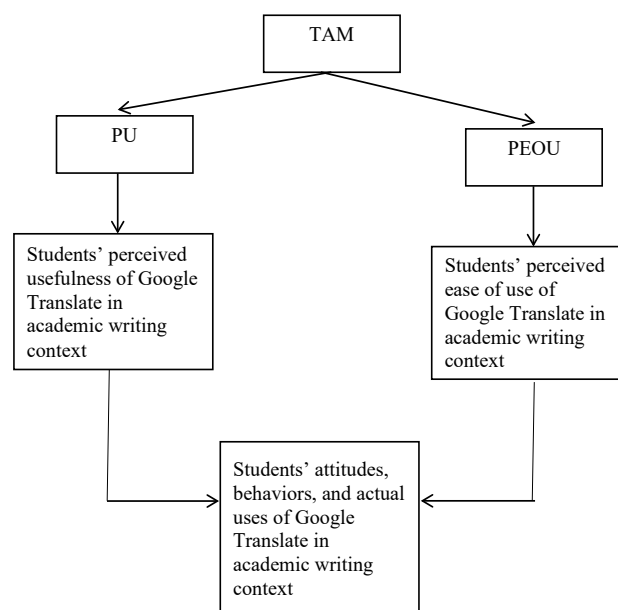 TAM
PU
PEOU
Students’ perceived
usefulness of Google
Translate in
academic writing
context
Students’ perceived
ease of use of
Google Translate in
academic writing
context
Students’ attitudes,
behaviors, and actual
uses of Google
Translate in
academic writing
context